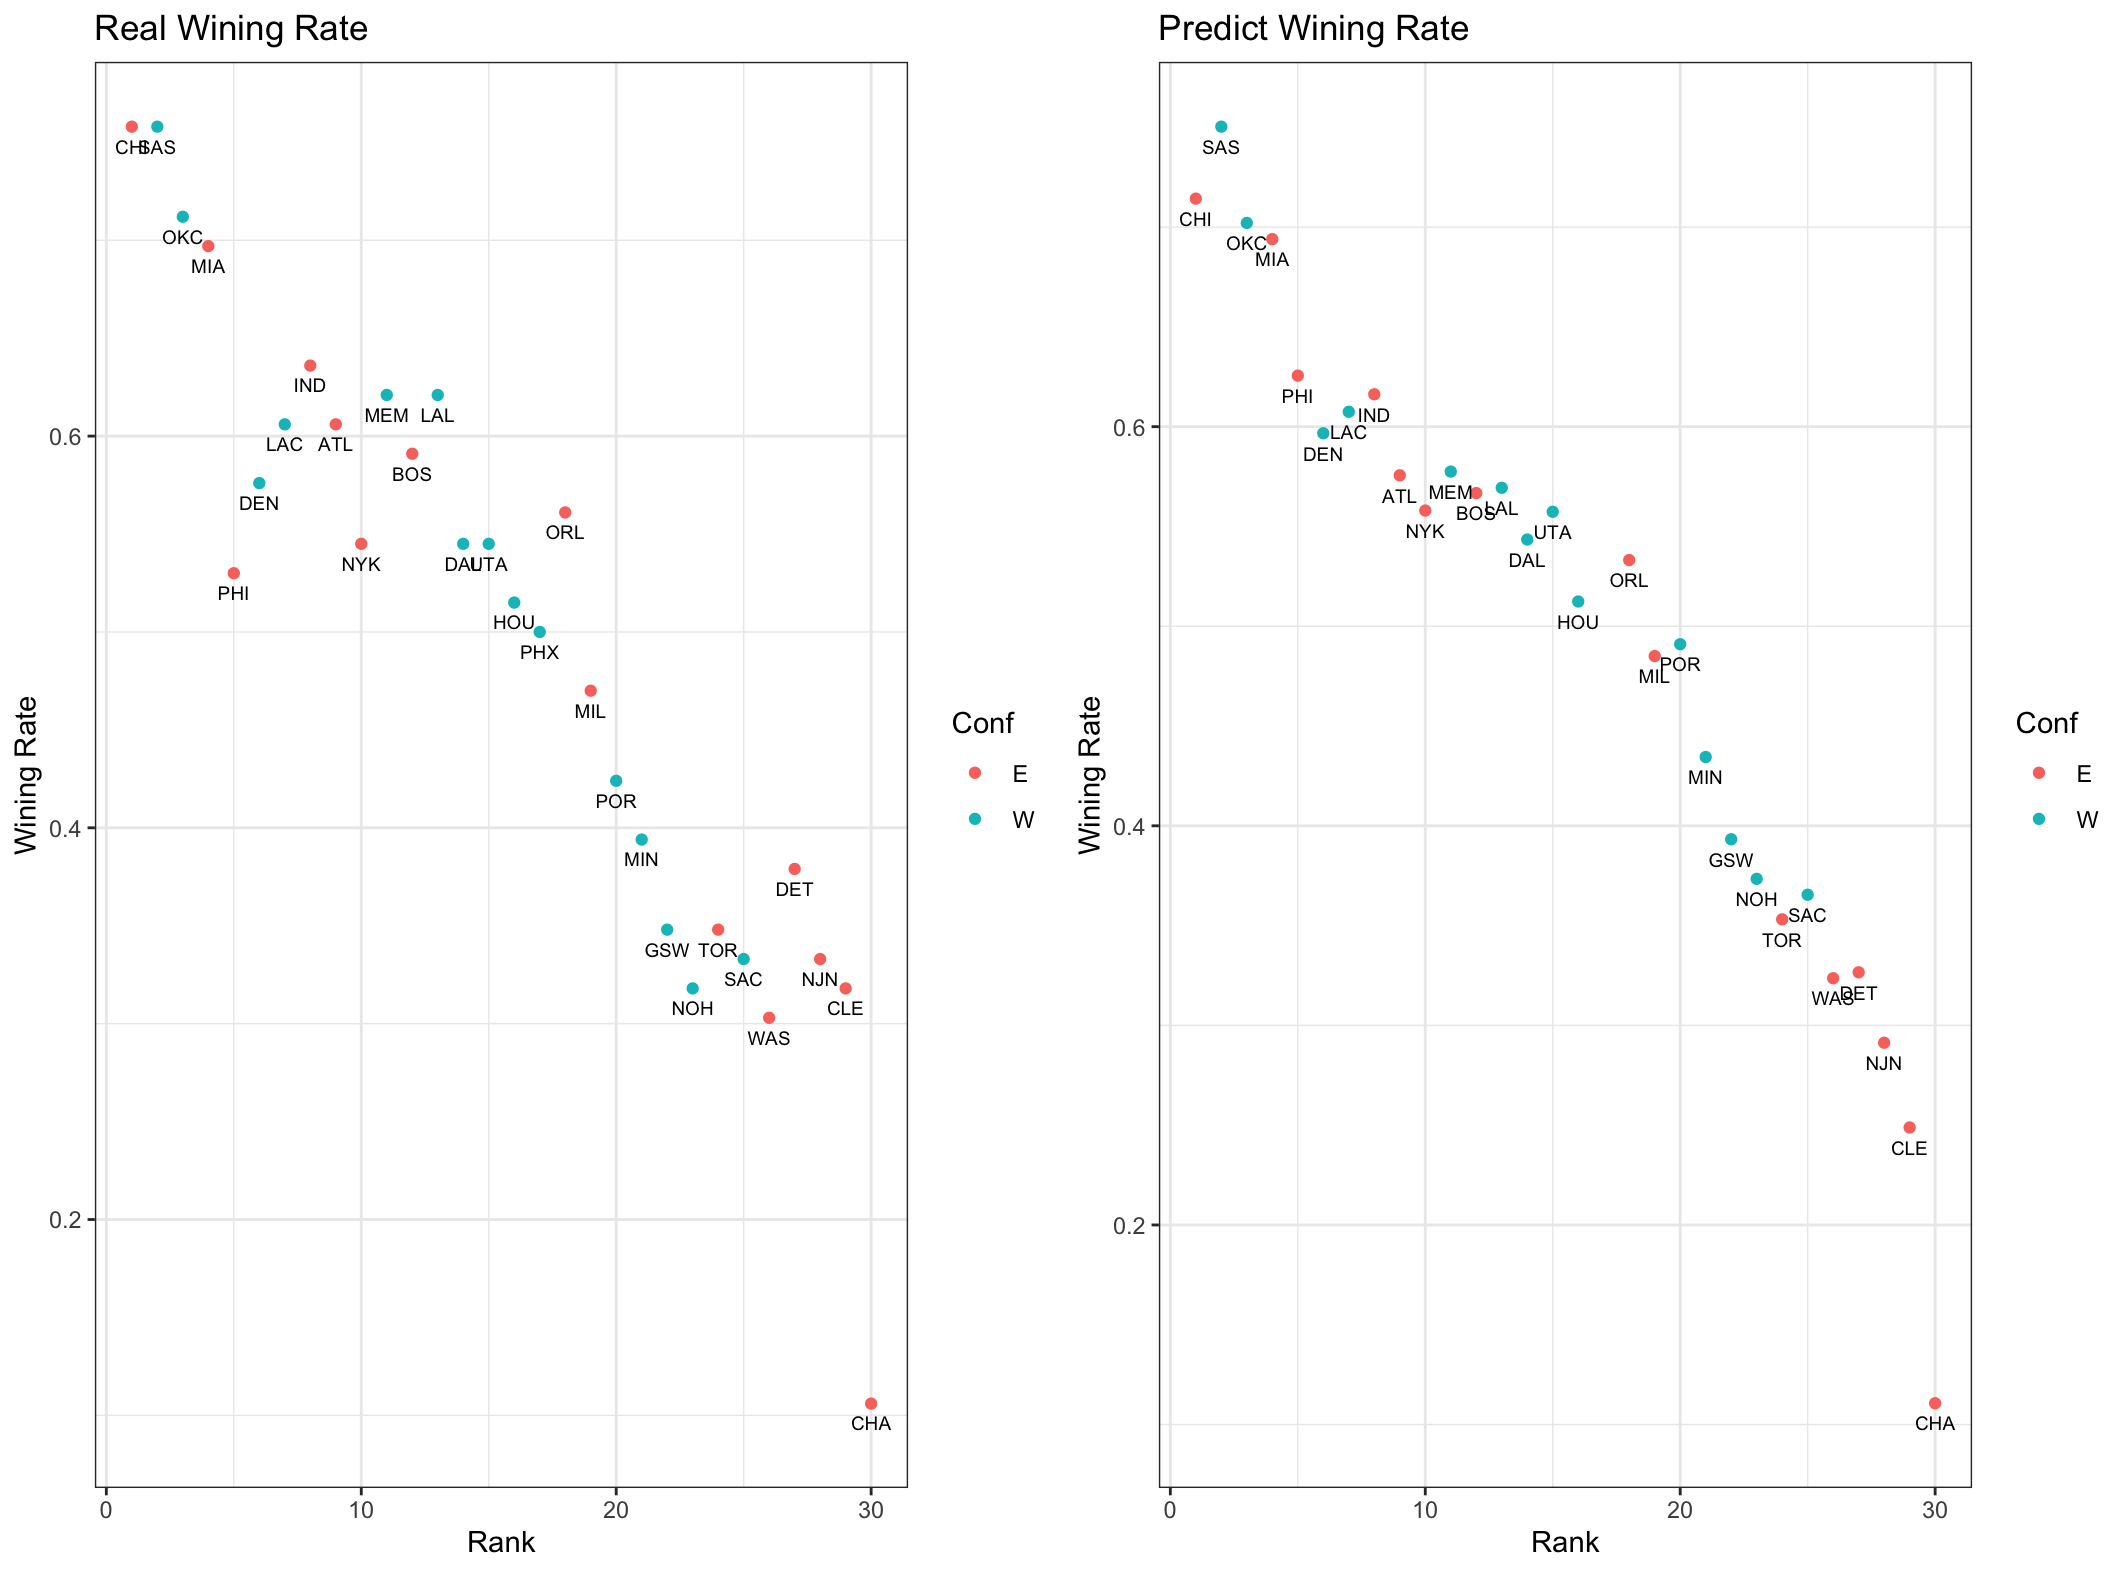 Real Wining Rate
Wining Rate
0.6
0.4
0.2
CHI
SAS
OKC
MIA
IND
MEM
LAL
LAC
ATL
BOS
DEN
ORL
NYK
DAL
UTA
PHI
HOU
PHX
MIL
POR
MIN
DET
GSW
TOR
SAC
NJN
NOH
CLE
WAS
CHA
0
10
20
30
Rank
Conf
E
W
Predict Wining Rate
Wining Rate
0.6
0.4
0.2
SAS
CHI
OKC
MIA
PHI
IND
LAC
DEN
MEM
ATL
BOS
LAL
NYK
UTA
DAL
ORL
HOU
POR
MIL
MIN
GSW
NOH
SAC
TOR
WAS
DET
NJN
CLE
CHA
0
10
20
30
Rank
Conf
E
W